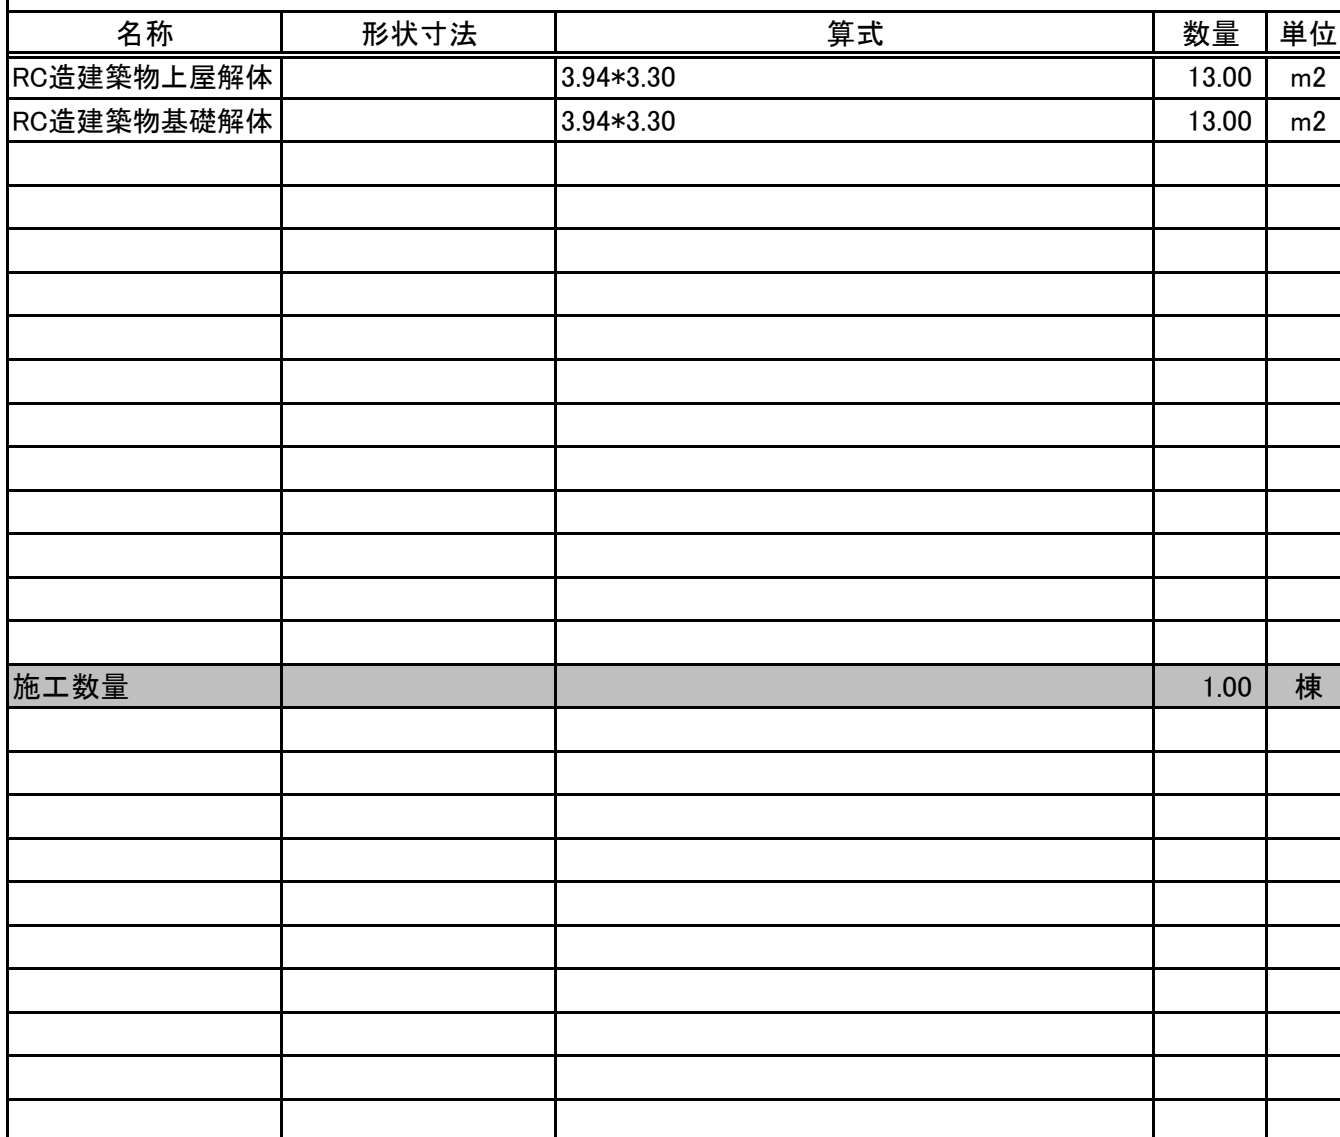 名称 形状寸法 算式 数量 単位
RC造建築物上屋解体 3.94*3.30 13.00 m2
RC造建築物基礎解体 3.94*3.30 13.00 m2
施工数量 1.00 棟